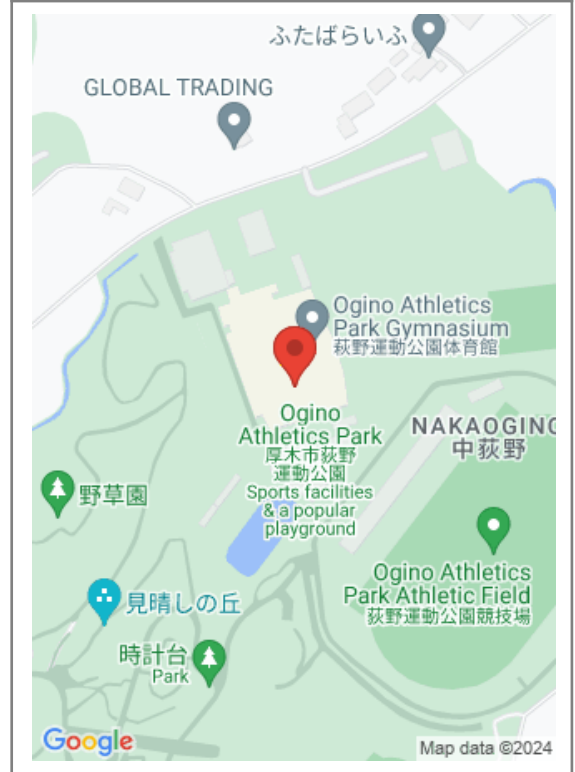 ふたばらいふ
GLOBAL TRADING
Ogino Athletics
Park Gymnasium
萩野運動公園体育館
Ogino
Athletics Park
厚木市荻野
運動公園
Sports facilities
& a popular
playground
NAKAOGINO
中荻野
野草園
Ogino Athletics
Park Athletic Field
荻野運動公園競技場
見晴しの丘
時計台
Park
Google
Map data ©2024